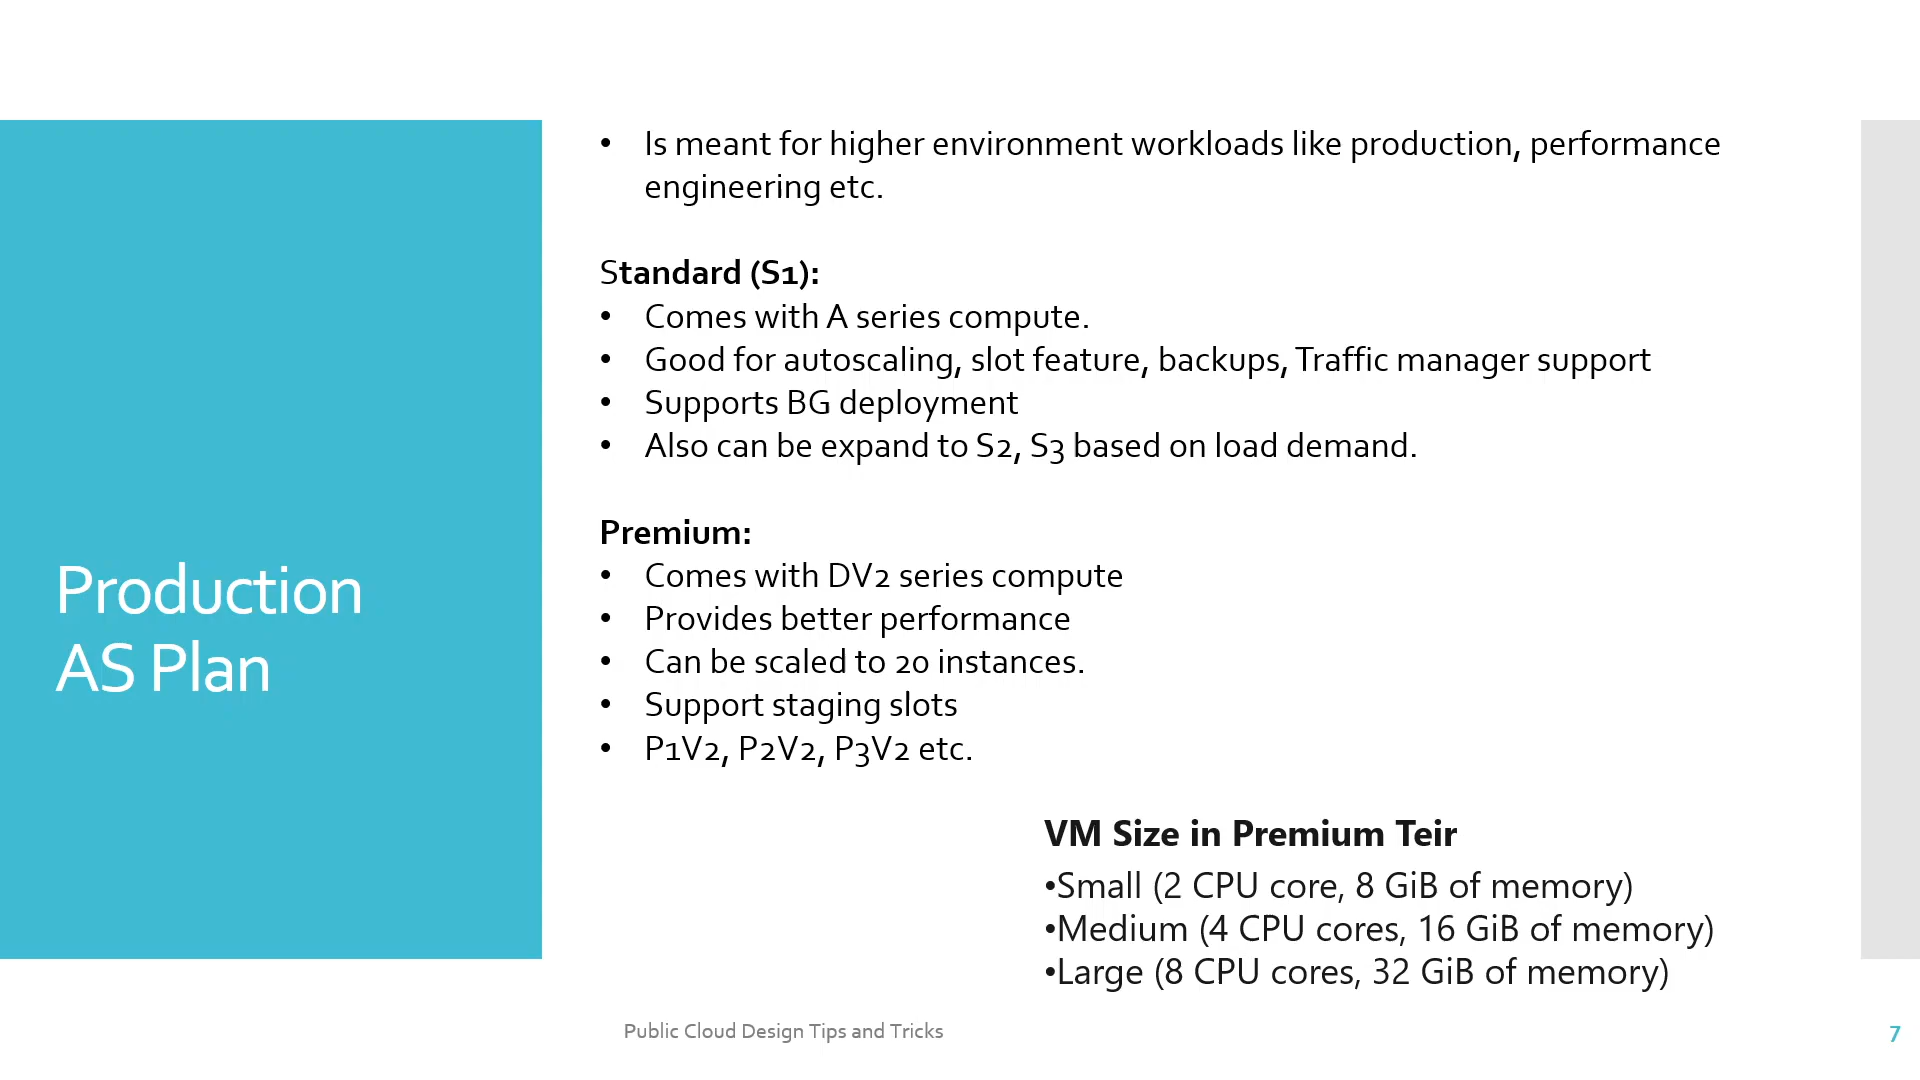 Production
AS Plan
• Is meant for higher environment workloads like production, performance
engineering etc.
Standard (S1):
• Comes with A series compute.
• Good for autoscaling, slot feature, backups, Traffic manager support
• Supports BG deployment
• Also can be expand to S2, S3 based on load demand.
Premium:
• Comes with DV2 series compute
• Provides better performance
• Can be scaled to 20 instances.
• Support staging slots
• P1V2, P2V2, P3V2 etc.
VM Size in Premium Teir
•Small (2 CPU core, 8 GiB of memory)
•Medium (4 CPU cores, 16 GiB of memory)
•Large (8 CPU cores, 32 GiB of memory)
Public Cloud Design Tips and Tricks
7